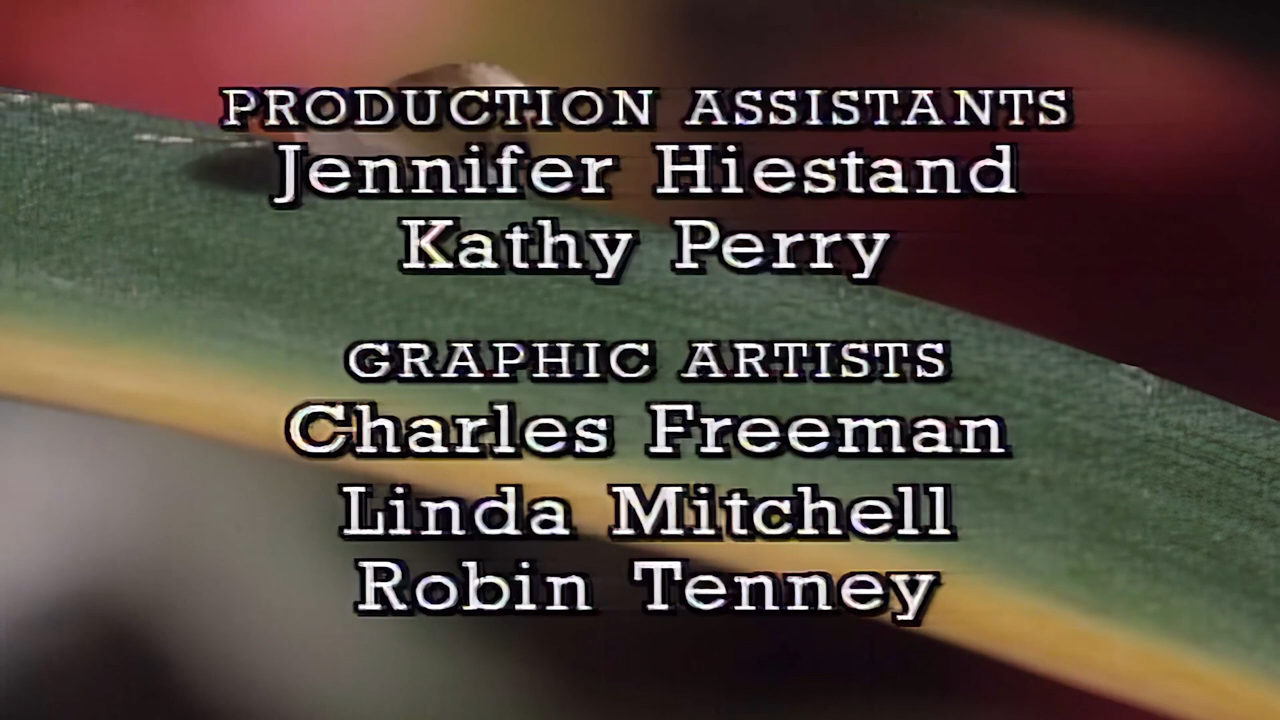 PRODUCTION ASSISTANTS
Jennifer Hiestand
Kathy Perry
GRAPHIC ARTISTS
Charles Freeman
Linda Mitchell
Robin Tenney